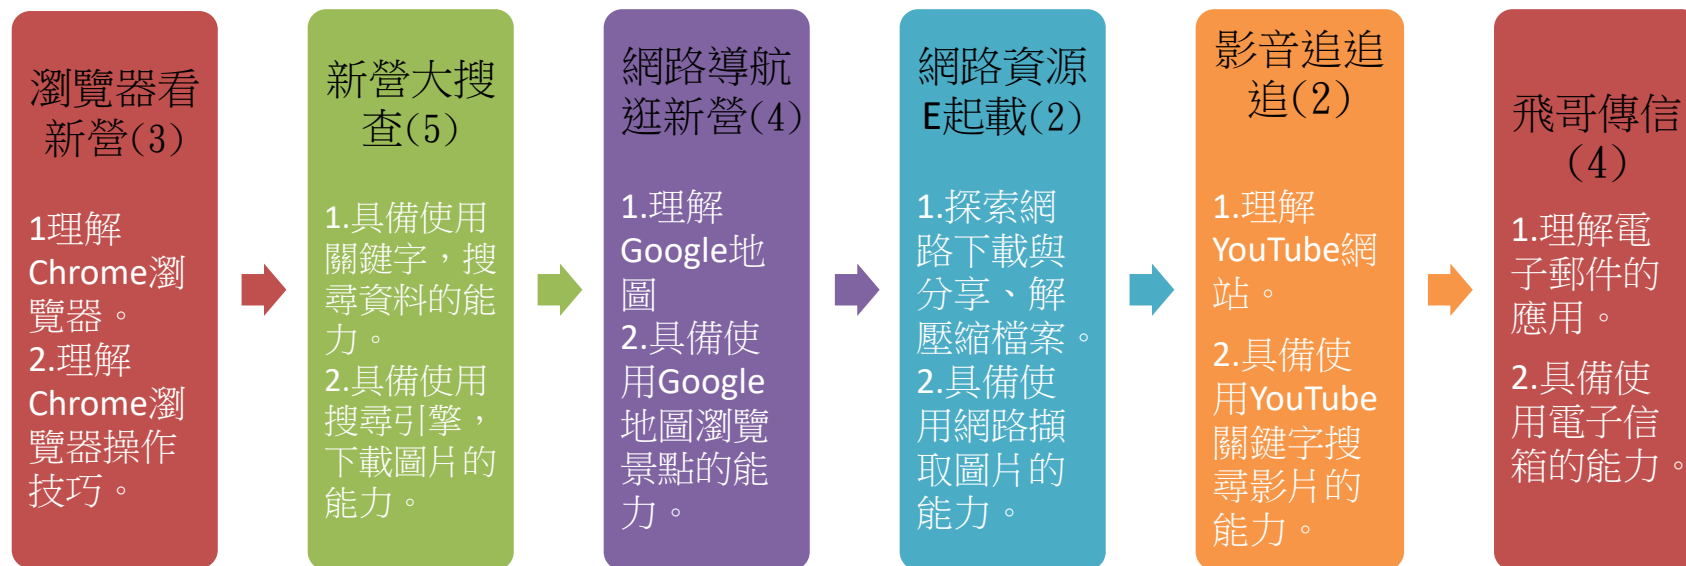 瀏覽器看
新營(3)
1理解
Chrome瀏
覽器。
2.理解
Chrome瀏
覽器操作
技巧。
新營大搜
查(5)
1.具備使用
關鍵字，搜
尋資料的能
力。
2.具備使用
搜尋引擎，
下載圖片的
能力。
網路導航
逛新營(4)
1.理解
Google地
圖
2.具備使
用Google
地圖瀏覽
景點的能
力。
網路資源
E起載(2)
1.探索網
路下載與
分享、解
壓縮檔案。
2.具備使
用網路擷
取圖片的
能力。
影音追追
追(2)
1.理解
YouTube網
站。
2.具備使
用YouTube
關鍵字搜
尋影片的
能力。
飛哥傳信
(4)
1.理解電
子郵件的
應用。
2.具備使
用電子信
箱的能力。